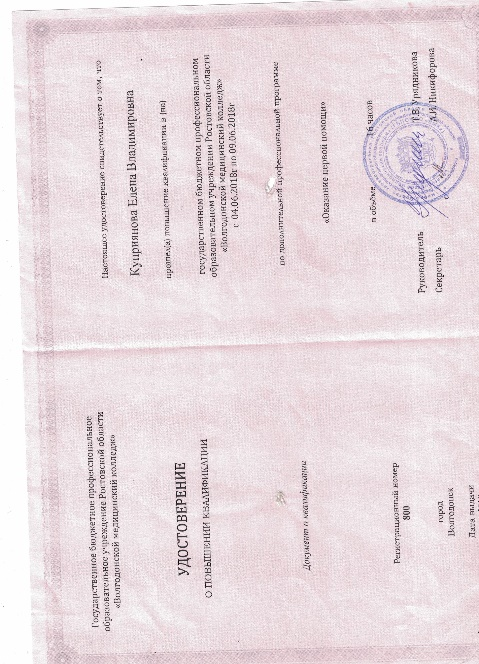 Государственное бюджетное профессиональное
образовательное учреждение Ростовской области
«Волгодонской медицинский колледж»
УДОСТОВЕРЕНИЕ
О ПОВЫШЕНИИ КВАЛИФИКАЦИИ
Документ о квалификации
Регистрационный номер
800
город
Волгодонск
Дата выдачи
Настоящее удостоверение свидетельствует о том, что
Куприянова Елена Владимировна
прошел(а) повышение квалификации в (на)
государственном бюджетном профессиональном
образовательном учреждении Ростовской области
«Волгодонской медицинский колледж»
с 04.06.2018г по 09.06.2018г
по дополнительной профессиональной программе
«Оказание первой помощи»
в объёме 16 часов
Руководитель Т.В. Урядникова
Секретарь Никифорова